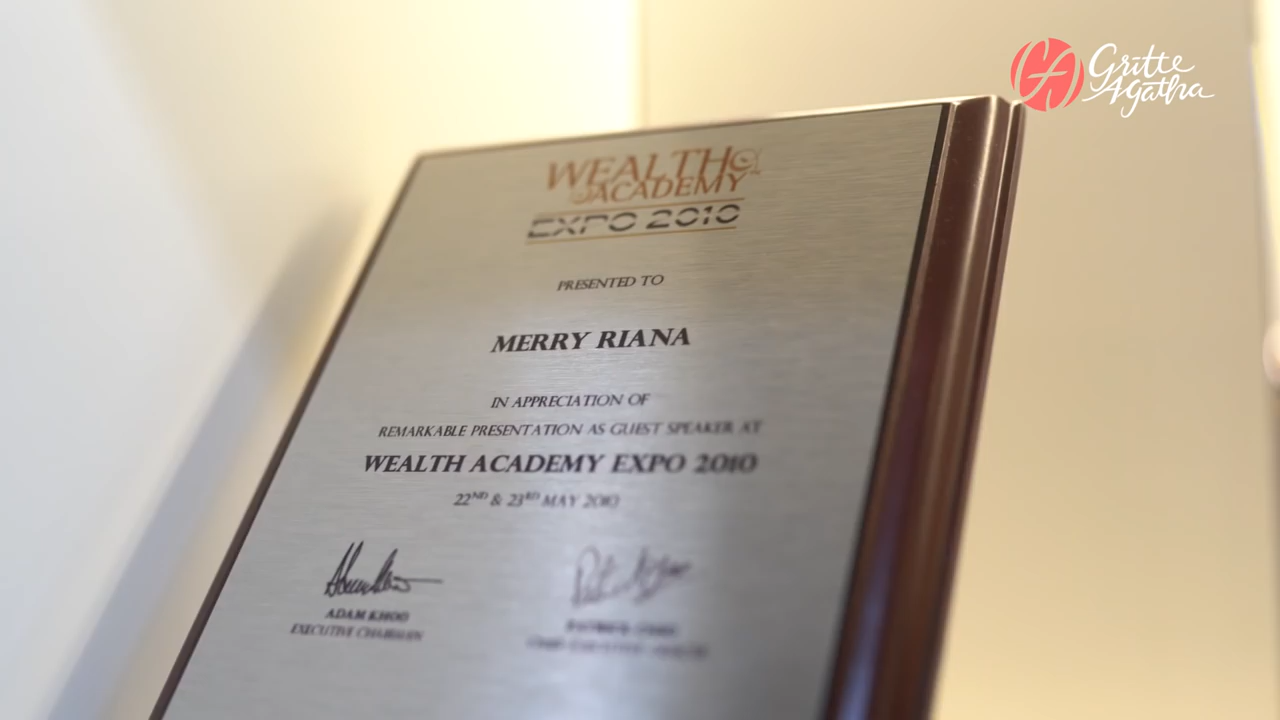 Gritte
Agatha
WEALTH
ACADEMY
EXPO 2010
PRESENTED TO
MERRY RIANA
IN APPRECIATION OF
REMARKABLE PRESENTATION AS GUEST SPEAKER AT
WEALTH ACADEMY EXPO 2010
22ND & 23RD MAY 2010
ADAM KHOO
EXECUTIVE CHAIRMAN